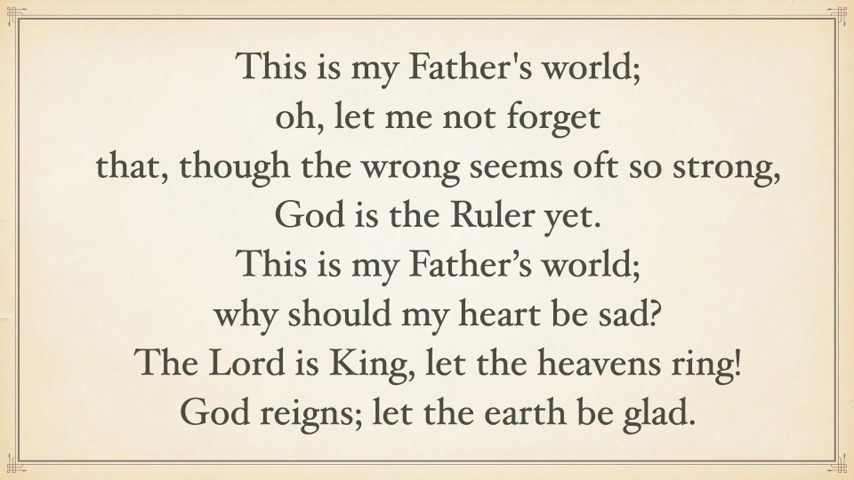 This is my Father's world;
oh, let me not forget
that, though the wrong seems oft so strong,
God is the Ruler yet.
This is my Father’s world;
why should my heart be sad?
The Lord is King, let the heavens ring!
God reigns; let the earth be glad.